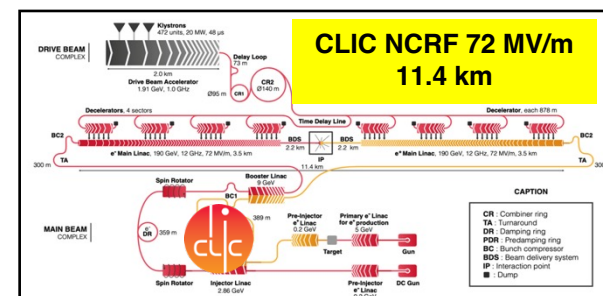 Klystrons
472 units, 20 MW, 48 µs
DRIVE BEAM
COMPLEX
Delay Loop
73 m
2.0 km
Drive Beam Accelerator
1.91 GeV, 1.0 GHz
Ø95 m
CR1
CR2
Ø140 m
CLIC NCRF 72 MV/m
11.4 km
Decelerators, 4 sectors
Time Delay Line
Decelerator, each 878 m
BC2
BDS
2.2 km
BDS
2.2 km
BC2
300 m
TA
e⁻ Main Linac, 190 GeV, 12 GHz, 72 MV/m, 3.5 km
IP
e⁺ Main Linac, 190 GeV, 12 GHz, 72 MV/m, 3.5 km
TA
11.4 km
Booster Linac
9 GeV
Spin Rotator
BC1
MAIN BEAM
COMPLEX
e⁻
DR
359 m
389 m
clic
Pre-Injector
e⁺ Linac
0.2 GeV
Primary e⁻ Linac
for e⁺ production
5 GeV
Target
Gun
Spin Rotator
Injector Linac
2.86 GeV
Pre-Injector
e⁻ Linac
DC Gun
CAPTION
CR : Combiner ring
TA : Turnaround
DR : Damping ring
PDR : Predamping ring
BC : Bunch compressor
BDS : Beam delivery system
IP : Interaction point
: Dump